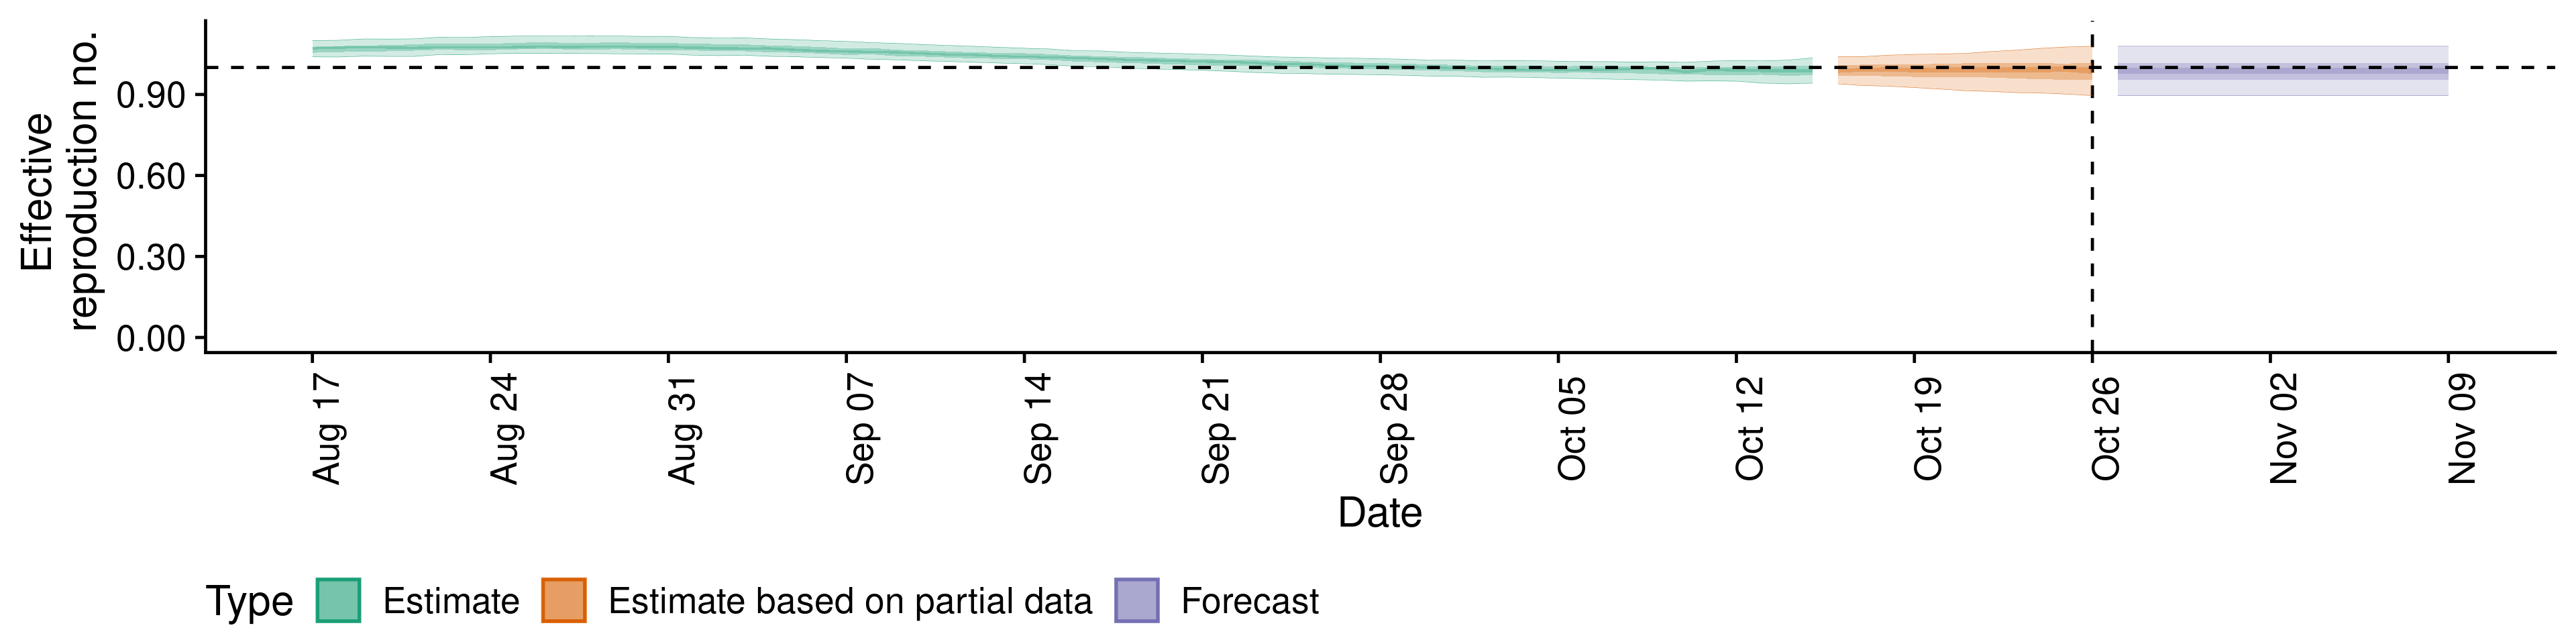 Effective
reproduction no.
0.90
0.60
0.30
0.00
Aug 17
Aug 24
Aug 31
Sep 07
Sep 14
Sep 21
Sep 28
Oct 05
Oct 12
Oct 19
Oct 26
Nov 02
Nov 09
Date
Type Estimate Estimate based on partial data Forecast